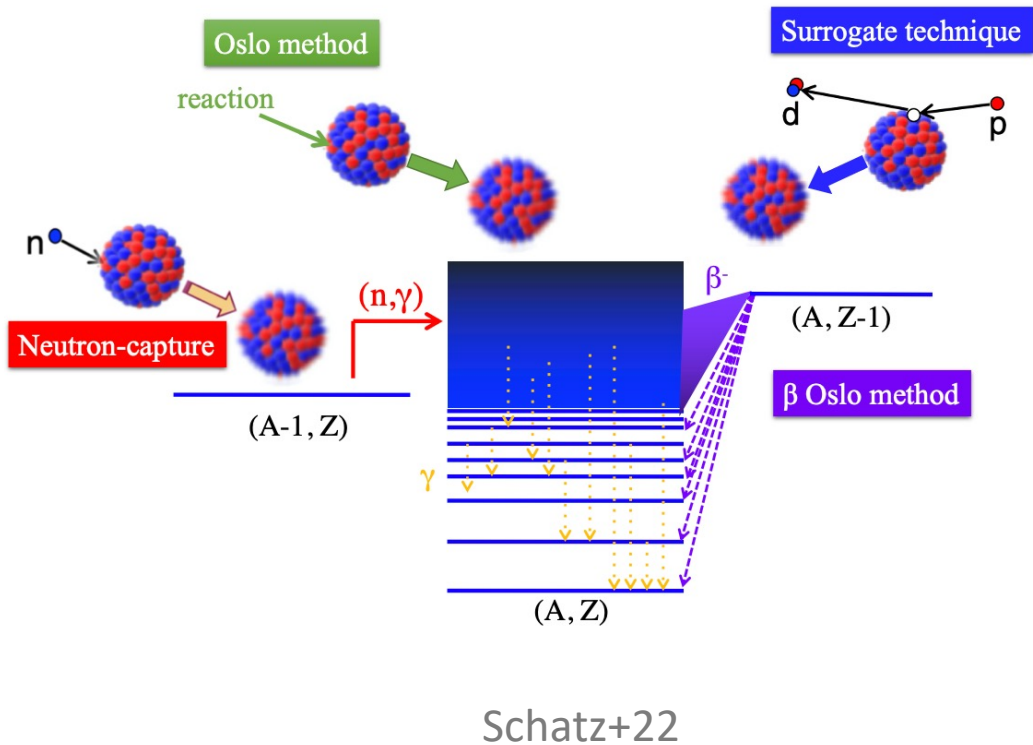 Oslo method
Surrogate technique
reaction
d
p
n
(n,γ)
β-
Neutron-capture
(A-1, Z)
(A, Z-1)
β Oslo method
γ
(A, Z)
Schatz+22